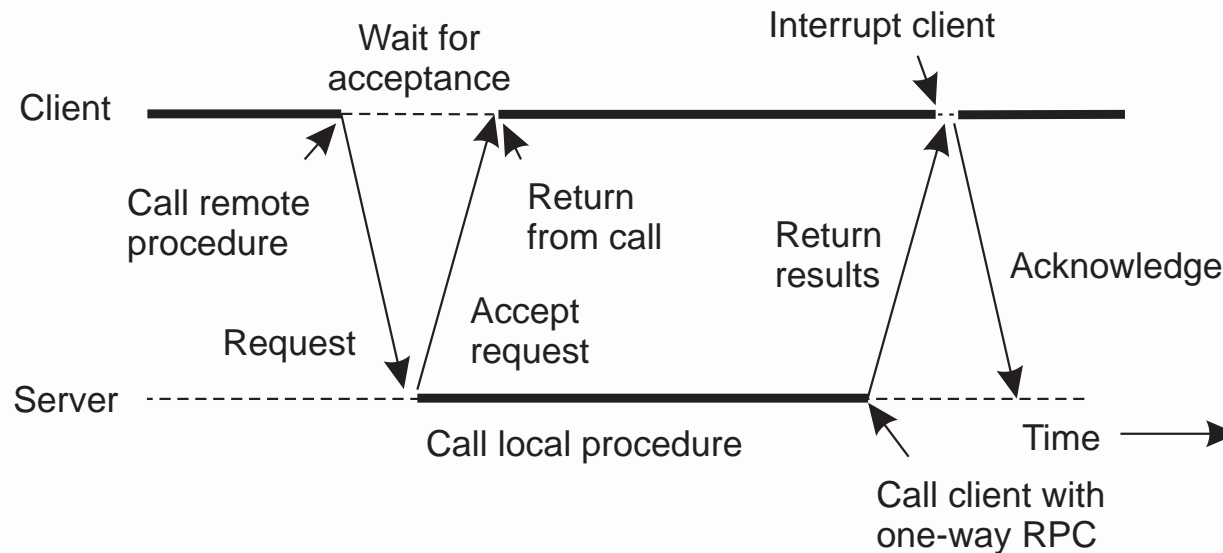 Interrupt client
Wait for
acceptance
Client
Call remote
procedure
Return
from call
Return
results
Acknowledge
Request
Accept
request
Server
Call local procedure
Time
Call client with
one-way RPC